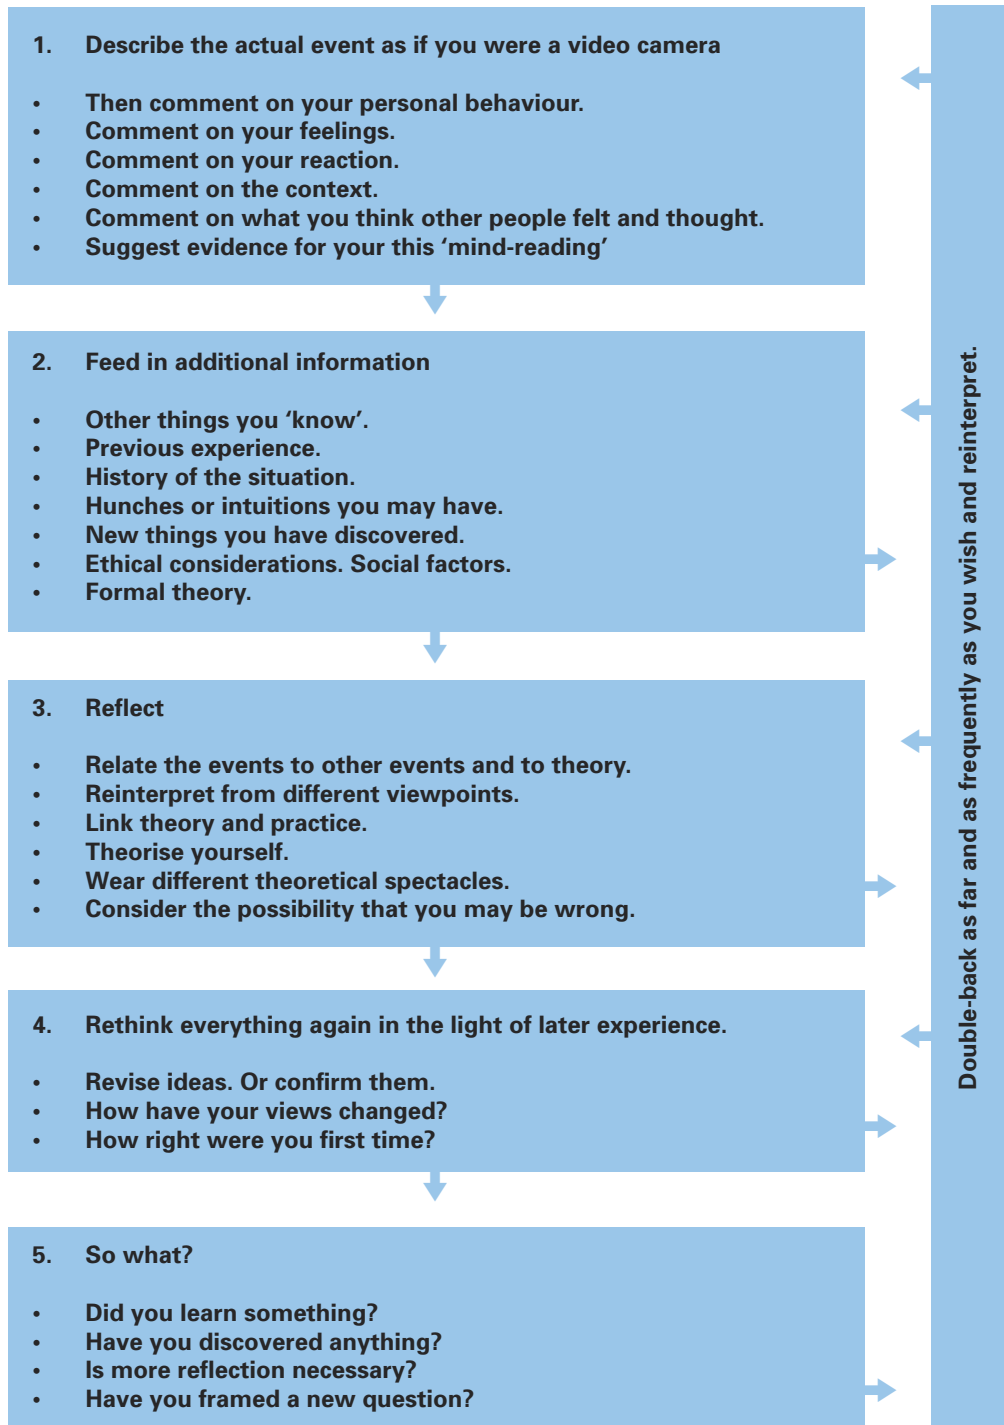 1. Describe the actual event as if you were a video camera
• Then comment on your personal behaviour.
• Comment on your feelings.
• Comment on your reaction.
• Comment on the context.
• Comment on what you think other people felt and thought.
• Suggest evidence for your this ‘mind-reading’
2. Feed in additional information
• Other things you ‘know’.
• Previous experience.
• History of the situation.
• Hunches or intuitions you may have.
• New things you have discovered.
• Ethical considerations. Social factors.
• Formal theory.
3. Reflect
• Relate the events to other events and to theory.
• Reinterpret from different viewpoints.
• Link theory and practice.
• Theorise yourself.
• Wear different theoretical spectacles.
• Consider the possibility that you may be wrong.
4. Rethink everything again in the light of later experience.
• Revise ideas. Or confirm them.
• How have your views changed?
• How right were you first time?
5. So what?
• Did you learn something?
• Have you discovered anything?
• Is more reflection necessary?
• Have you framed a new question?
Double-back as far and as frequently as you wish and reinterpret.